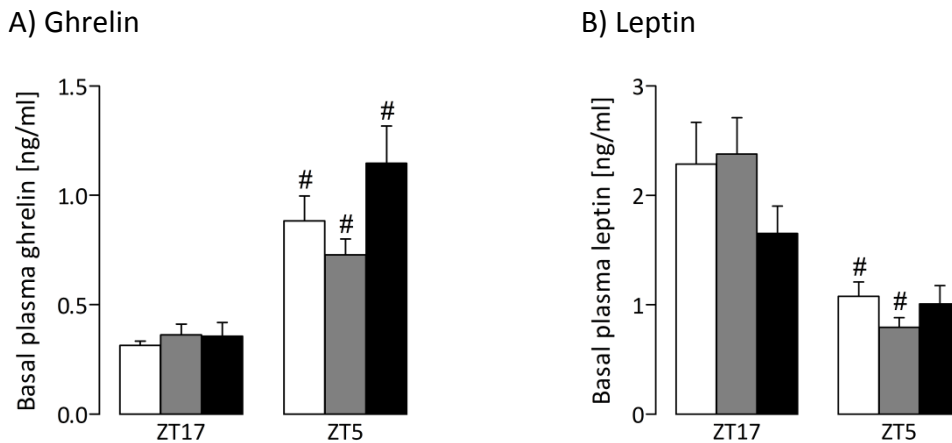 A) Ghrelin
Basal plasma ghrelin [ng/ml]
1.5
1.0
0.5
0.0
#
#
#
ZT17
ZT5
B) Leptin
Basal plasma leptin [ng/ml]
3
2
1
0
#
#
ZT17
ZT5